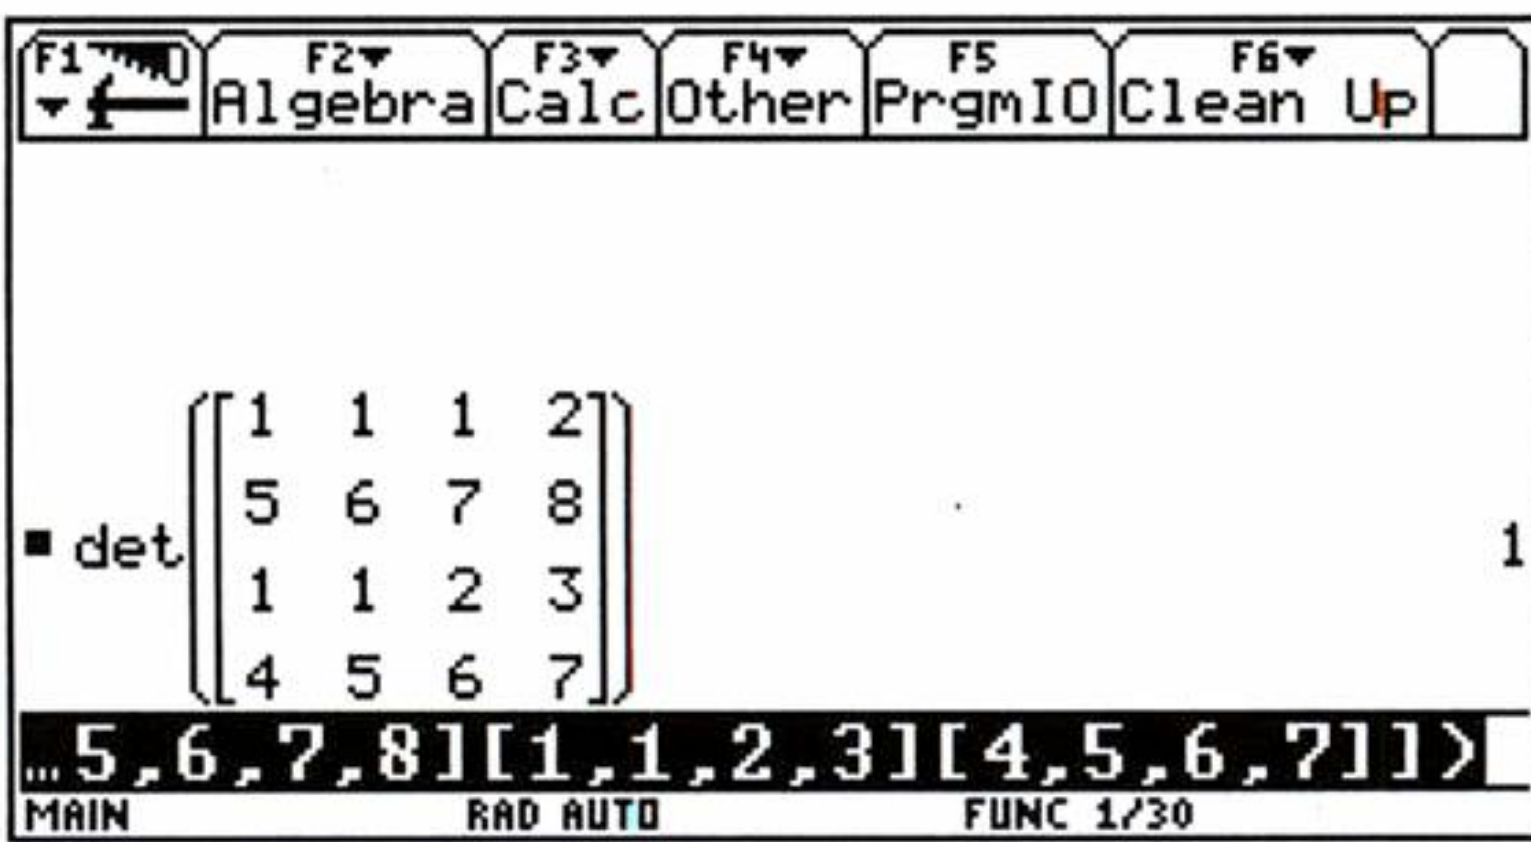 F1 F2 F3 F4 F5 F6
Algebra Calc Other PrgmIO Clean Up
1 1 1 2
5 6 7 8
■ det 1
1 1 2 3
4 5 6 7
...5,6,7,8][1,1,2,3][4,5,6,7]])
MAIN RAD AUTO FUNC 1/30